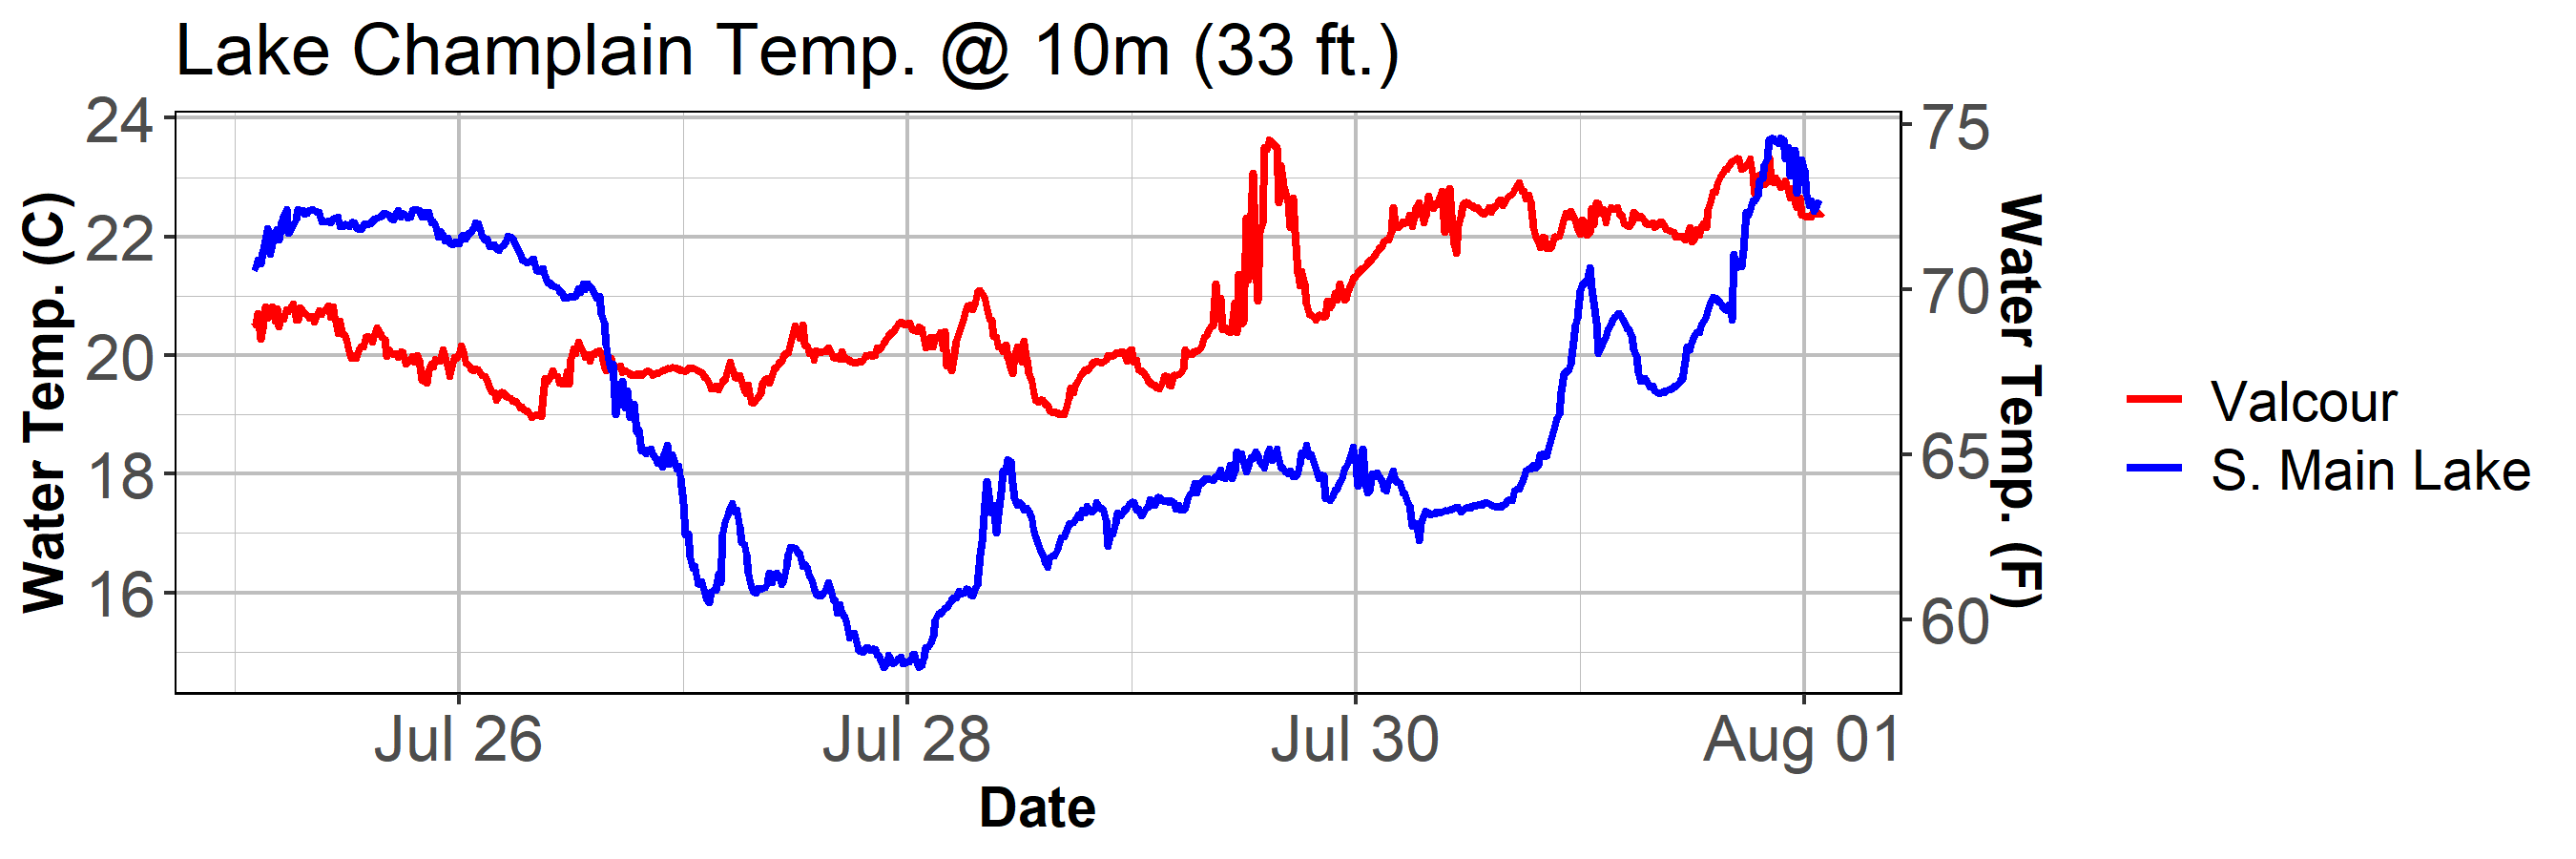 Lake Champlain Temp. @ 10m (33 ft.)
Water Temp. (C)
24
22
20
18
16
75
70
65
60
Water Temp. (F)
Jul 26
Jul 28
Jul 30
Aug 01
Date
Valcour
S. Main Lake